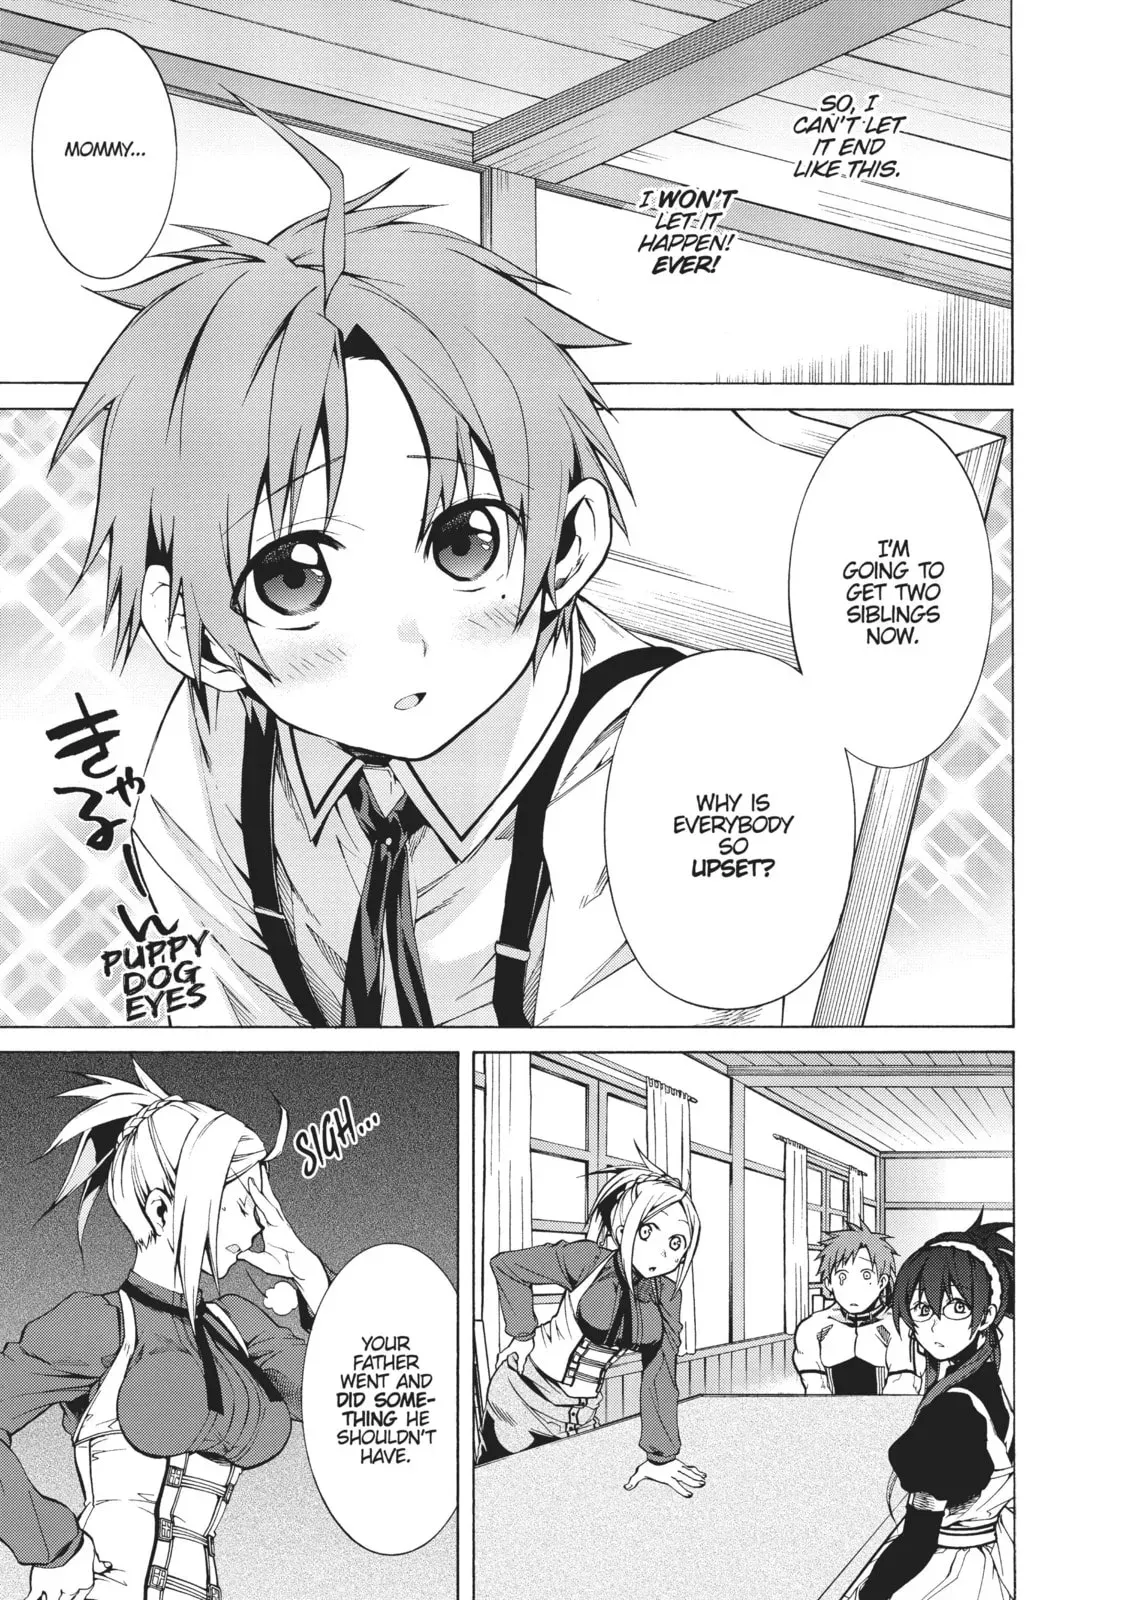 SO, I
CAN'T LET
IT END
LIKE THIS.
I WON'T
LET IT
HAPPEN!
EVER!
MOMMY...
I'M
GOING TO
GET TWO
SIBLINGS
NOW.
WHY IS
EVERYBODY
SO
UPSET?
きゃるーん
PUPPY
DOG
EYES
SIGH...
YOUR
FATHER
WENT AND
DID SOME-
THING HE
SHOULDN'T
HAVE.